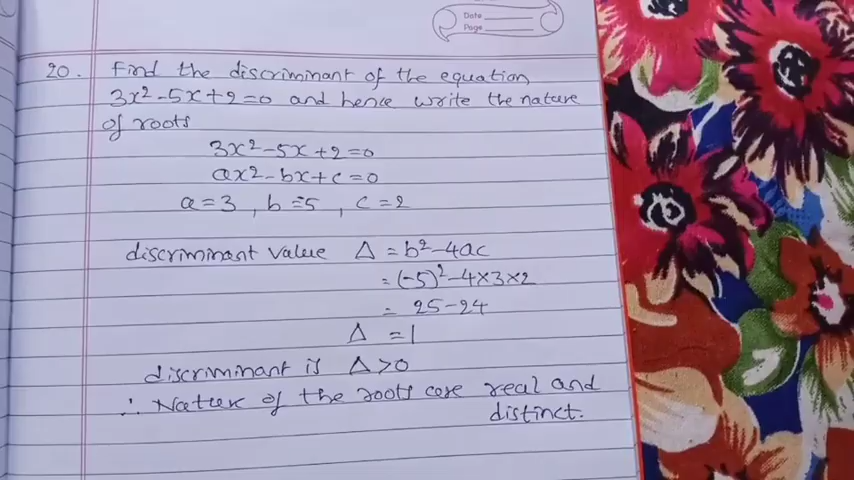 Date
Page
20. Find the discriminant of the equation
3x²-5x+2=0 and hence write the nature
of roots
3x²-5x+2=0
ax2-bx+c=0
a=3, b=-5, c=2
discriminant value Δ = b²-4ac
= (-5)²-4×3×2
= 25-24
Δ = 1
discriminant is Δ>0
∴ Nature of the roots are real and
distinct.